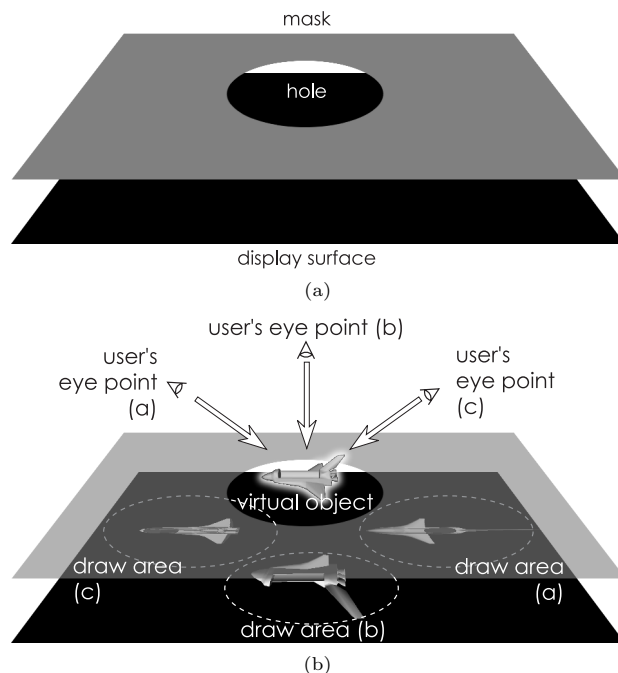 mask
hole
display surface
(a)
user's eye point (b)
user's
eye point
(a)
user's
eye point
(c)
virtual object
draw area
(c)
draw area
(a)
draw area (b)
(b)